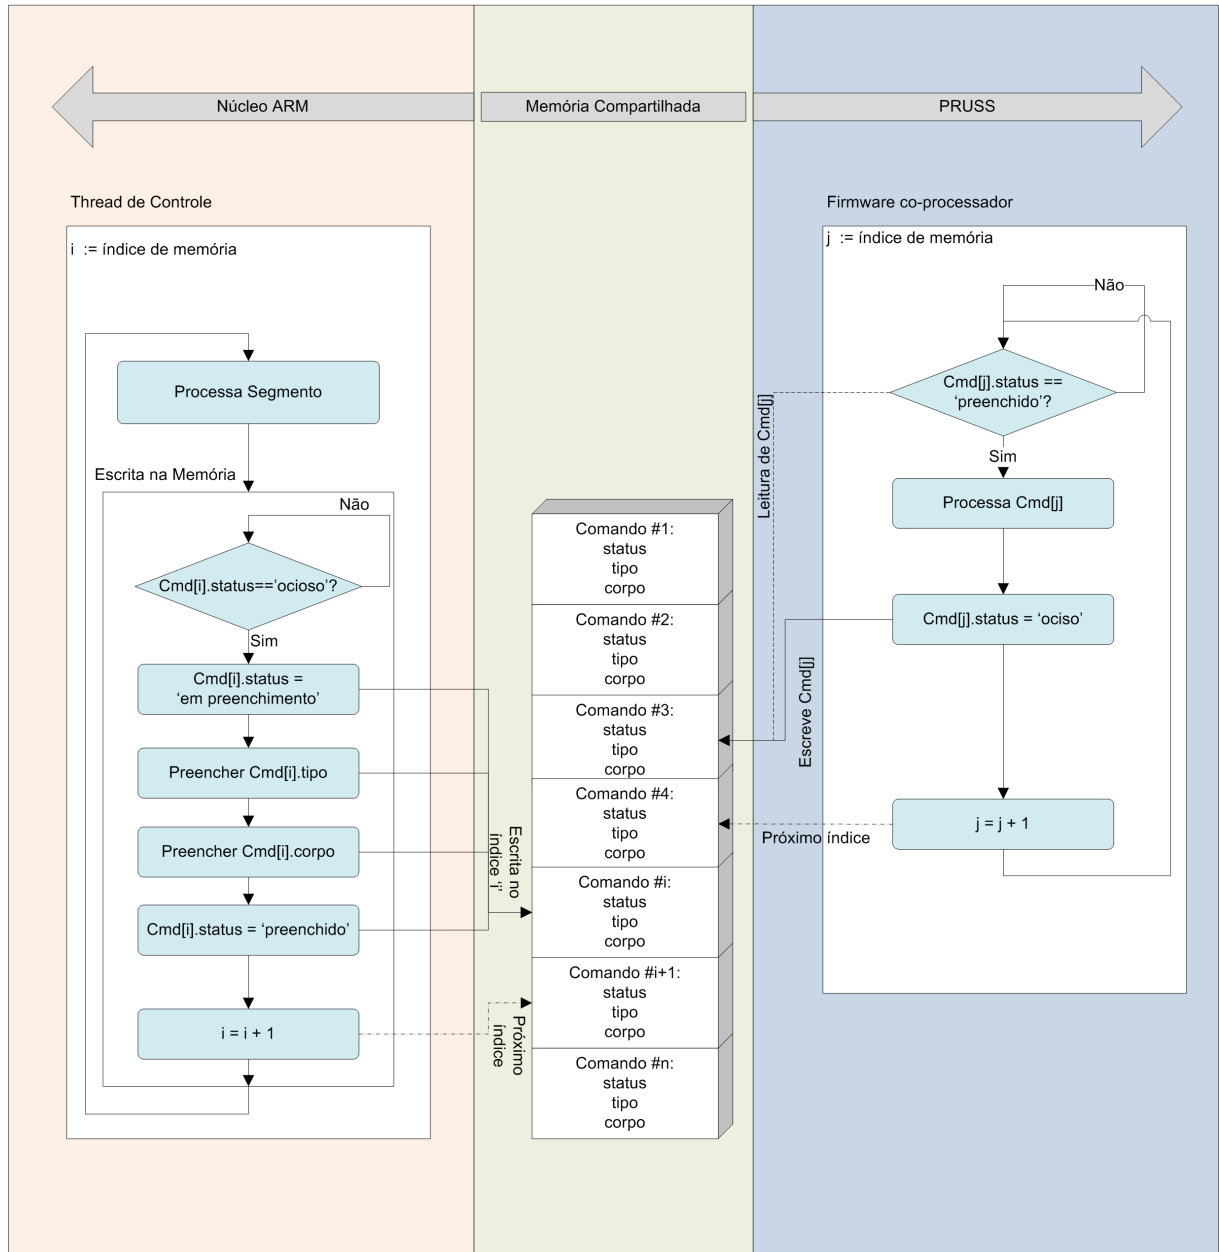 Núcleo ARM
Memória Compartilhada
PRUSS
Thread de Controle
i := índice de memória
Processa Segmento
Escrita na Memória
Não
Cmd[i].status=='ocioso'?
Sim
Cmd[i].status =
‘em preenchimento’
Preencher Cmd[i].tipo
Preencher Cmd[i].corpo
Cmd[i].status = ‘preenchido’
i = i + 1
Escrita no
índice ‘i’
Próximo
índice
Comando #1:
status
tipo
corpo
Comando #2:
status
tipo
corpo
Comando #3:
status
tipo
corpo
Comando #4:
status
tipo
corpo
Comando #i:
status
tipo
corpo
Comando #i+1:
status
tipo
corpo
Comando #n:
status
tipo
corpo
Leitura de Cmd[j]
Escreve Cmd[j]
Próximo índice
Firmware co-processador
j := índice de memória
Não
Cmd[j].status ==
‘preenchido’?
Sim
Processa Cmd[j]
Cmd[j].status = ‘ociso’
j = j + 1